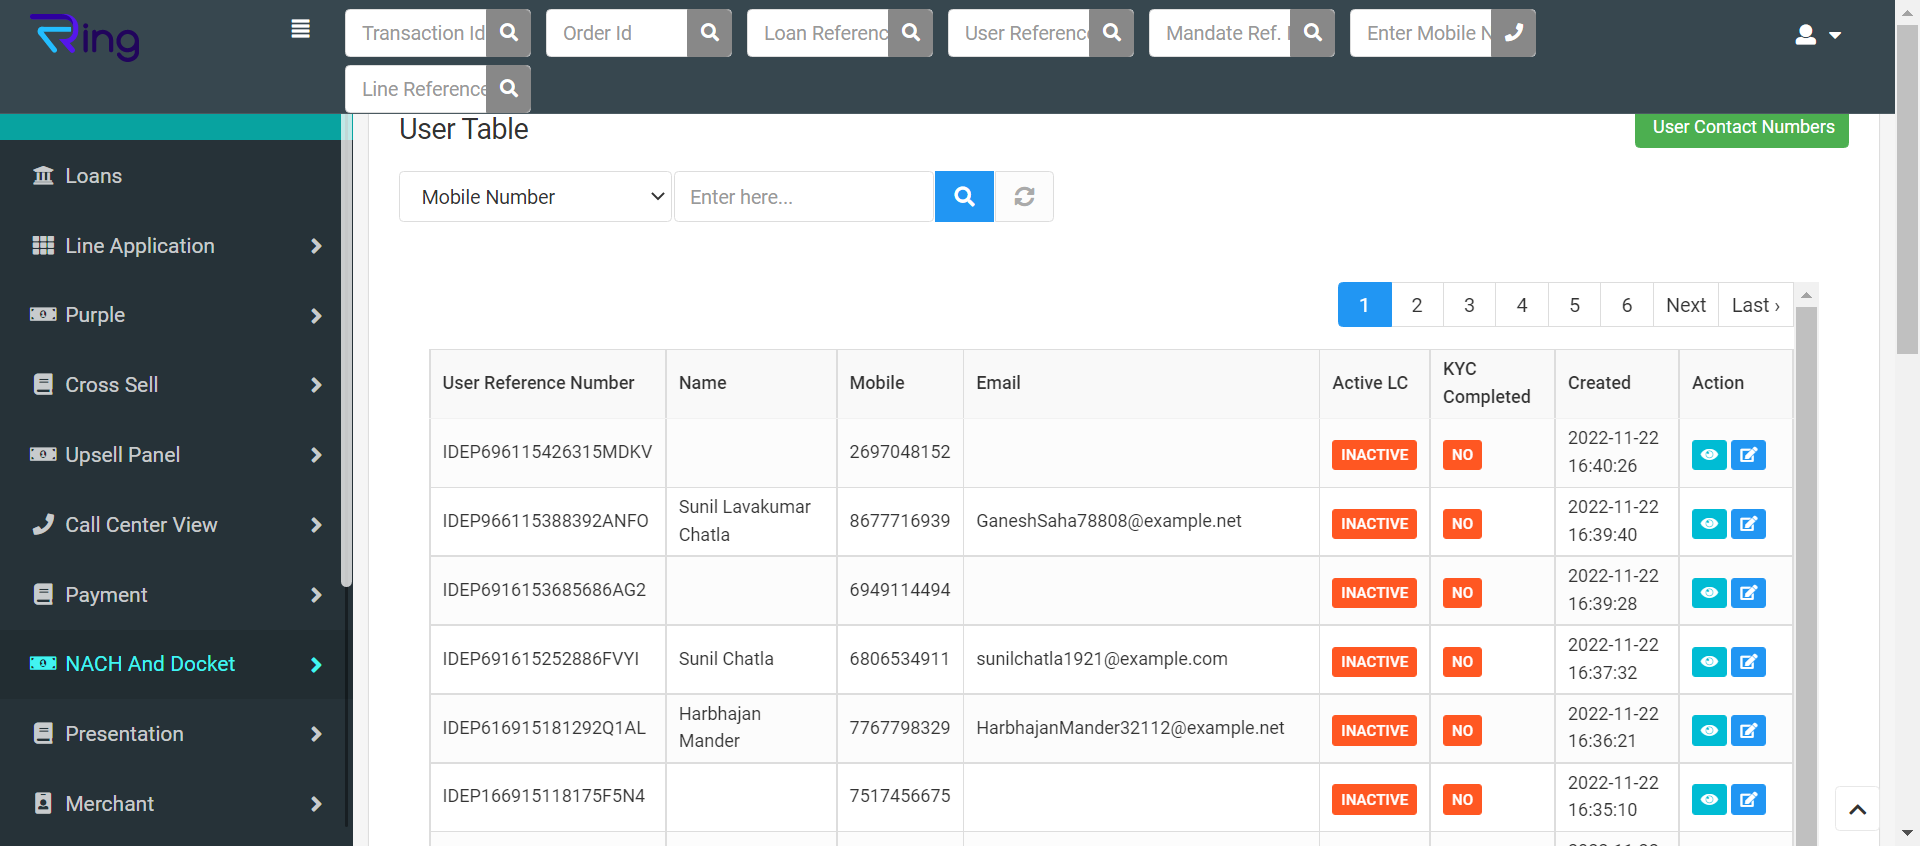 Ring
Transaction Id
Order Id
Loan Referenc
User Referenc
Mandate Ref.
Enter Mobile N
Line Reference
User Table
User Contact Numbers
Loans
Line Application
Purple
Cross Sell
Upsell Panel
Call Center View
Payment
NACH And Docket
Presentation
Merchant
Mobile Number
Enter here...
1 2 3 4 5 6 Next Last ›
User Reference Number Name Mobile Email Active LC KYC Completed Created Action
IDEP696115426315MDKV 2697048152 INACTIVE NO 2022-11-22 16:40:26
IDEP966115388392ANFO Sunil Lavakumar Chatla 8677716939 GaneshSaha78808@example.net INACTIVE NO 2022-11-22 16:39:40
IDEP6916153685686AG2 6949114494 INACTIVE NO 2022-11-22 16:39:28
IDEP691615252886FVYI Sunil Chatla 6806534911 sunilchatla1921@example.com INACTIVE NO 2022-11-22 16:37:32
IDEP616915181292Q1AL Harbhajan Mander 7767798329 HarbhajanMander32112@example.net INACTIVE NO 2022-11-22 16:36:21
IDEP166915118175F5N4 7517456675 INACTIVE NO 2022-11-22 16:35:10